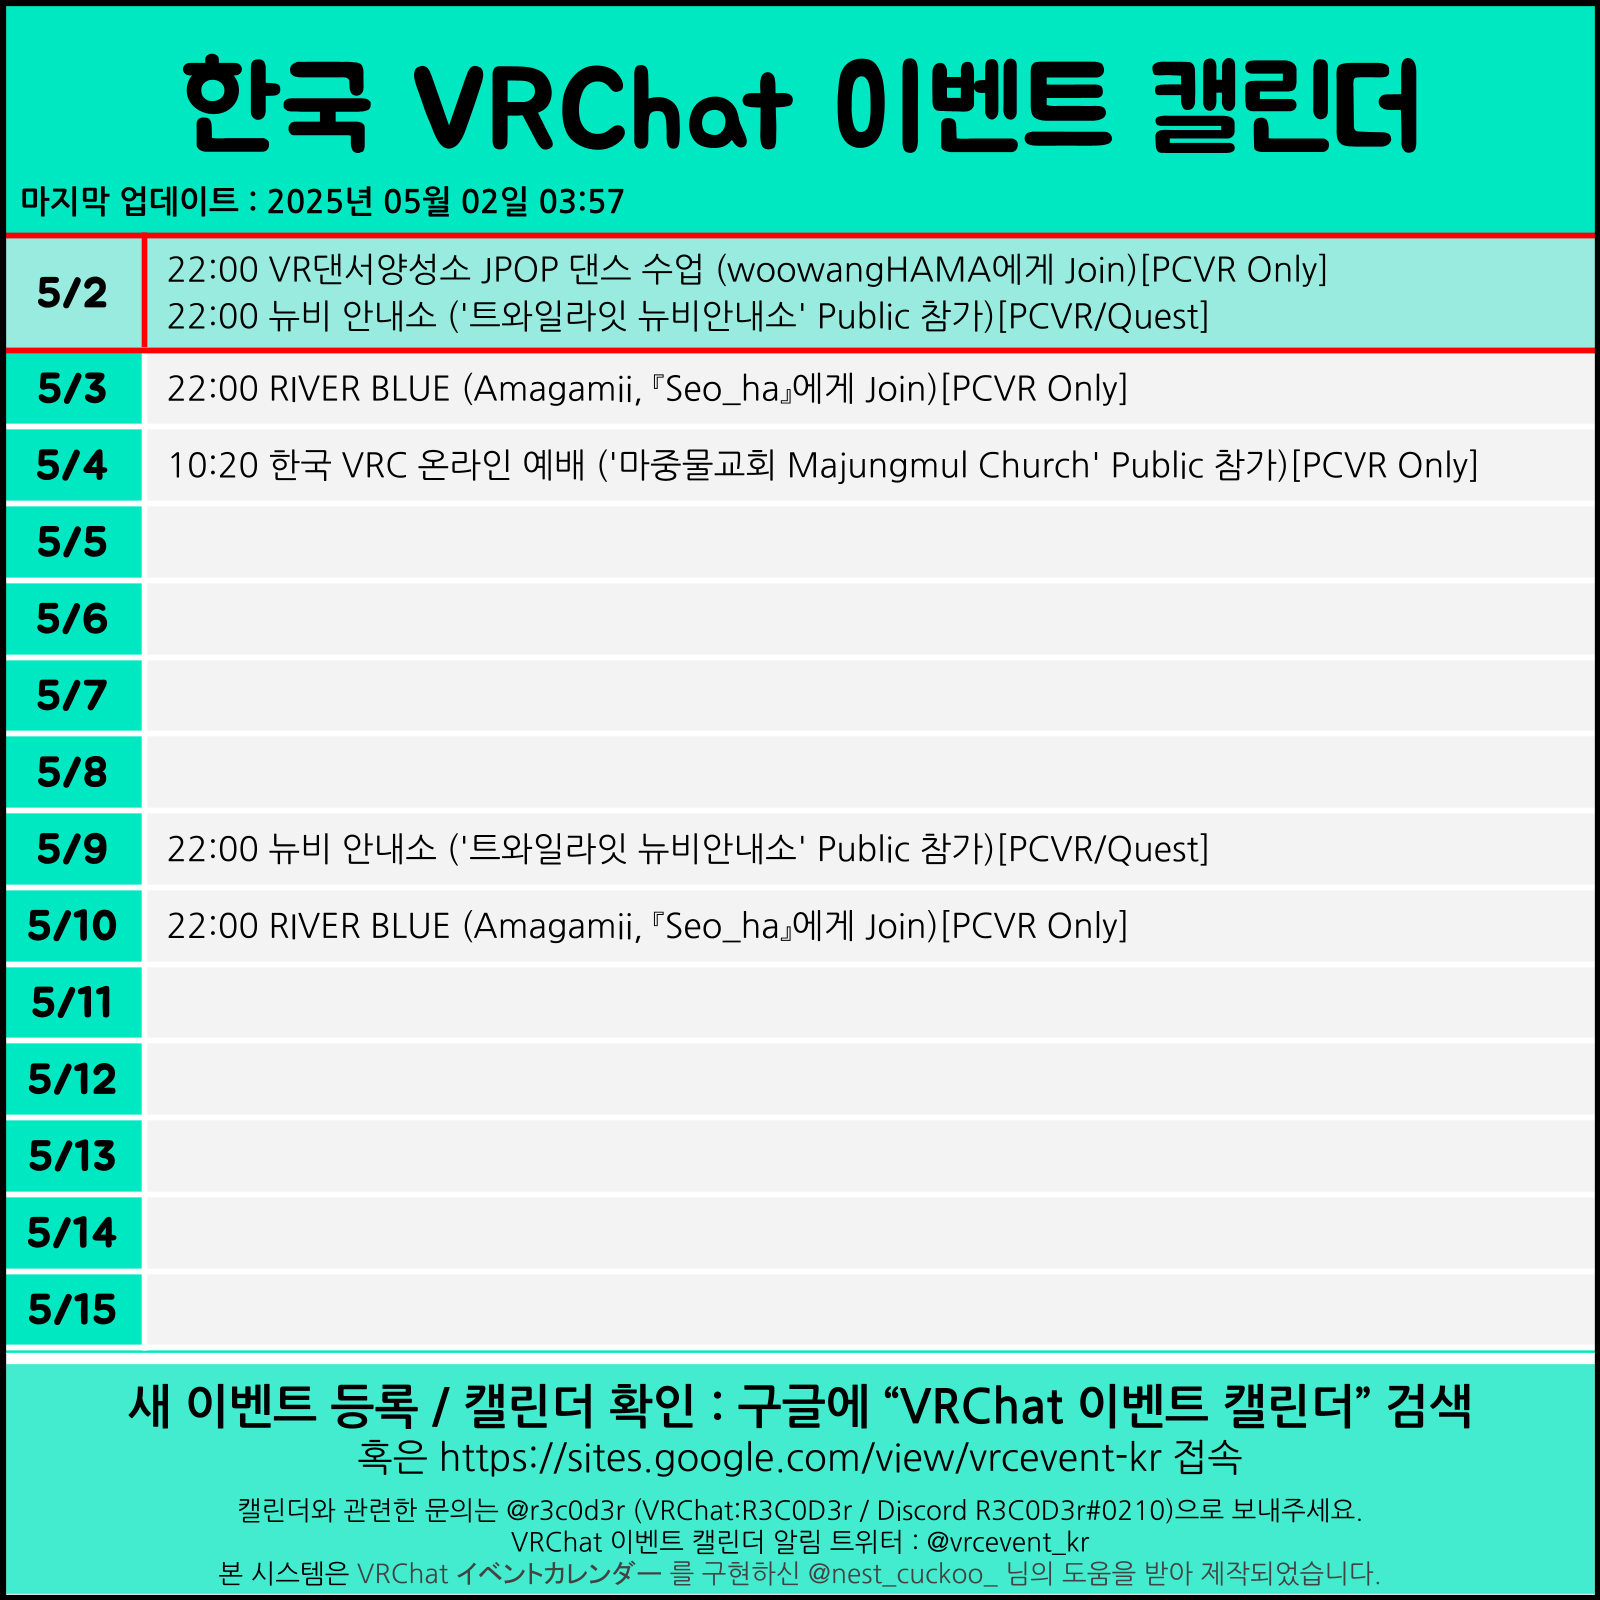 한국 VRChat 이벤트 캘린더
마지막 업데이트 : 2025년 05월 02일 03:57
5/2
22:00 VR댄서양성소 JPOP 댄스 수업 (woowangHAMA에게 Join)[PCVR Only]
22:00 뉴비 안내소 ('트와일라잇 뉴비안내소' Public 참가)[PCVR/Quest]
5/3
22:00 RIVER BLUE (Amagamii, 『Seo_ha』에게 Join)[PCVR Only]
5/4
10:20 한국 VRC 온라인 예배 ('마중물교회 Majungmul Church' Public 참가)[PCVR Only]
5/5
5/6
5/7
5/8
5/9
22:00 뉴비 안내소 ('트와일라잇 뉴비안내소' Public 참가)[PCVR/Quest]
5/10
22:00 RIVER BLUE (Amagamii, 『Seo_ha』에게 Join)[PCVR Only]
5/11
5/12
5/13
5/14
5/15
새 이벤트 등록 / 캘린더 확인 : 구글에 “VRChat 이벤트 캘린더” 검색
혹은 https://sites.google.com/view/vrcevent-kr 접속
캘린더와 관련한 문의는 @r3c0d3r (VRChat:R3C0D3r / Discord R3C0D3r#0210)으로 보내주세요.
VRChat 이벤트 캘린더 알림 트위터 : @vrcevent_kr
본 시스템은 VRChat イベントカレンダー 를 구현하신 @nest_cuckoo_ 님의 도움을 받아 제작되었습니다.